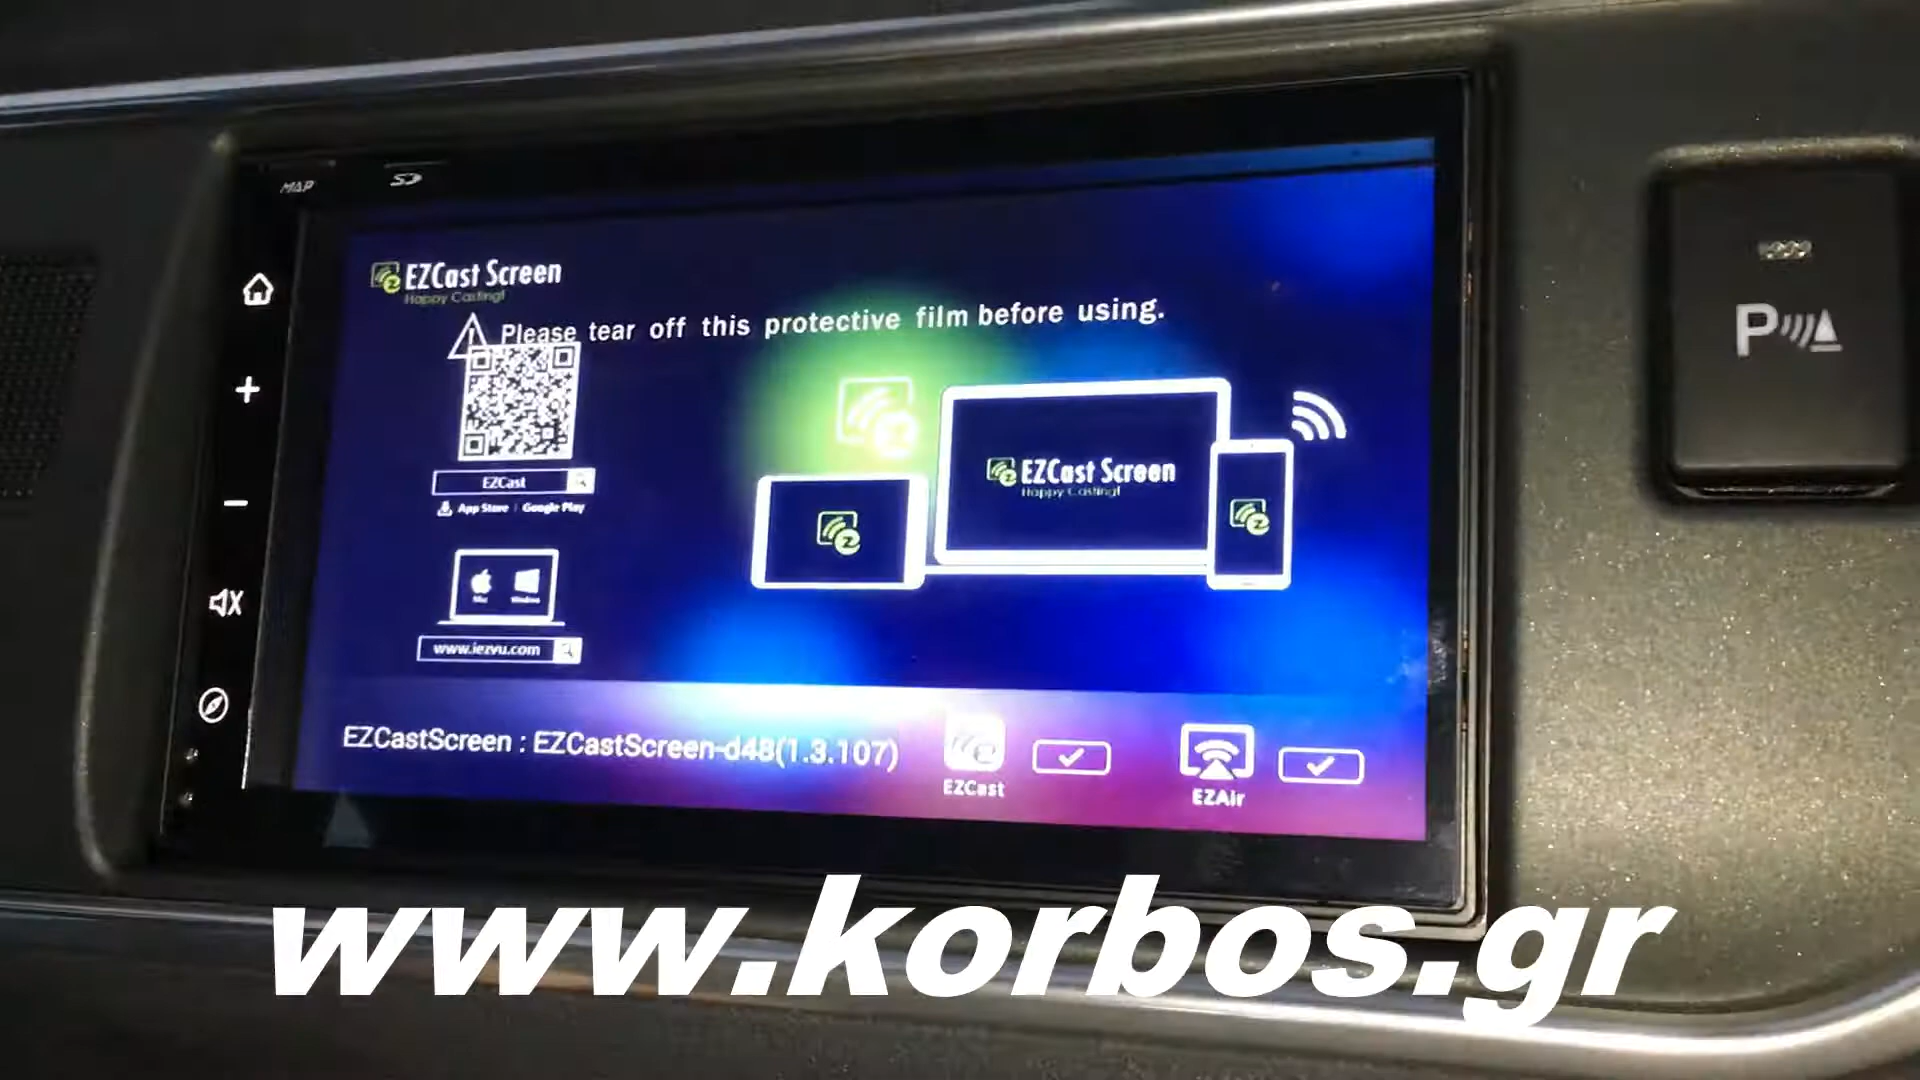 MAP
SD
EZCast Screen
Happy Casting!
Please tear off this protective film before using.
EZCast
App Store | Google Play
Mac
Windows
www.iezvu.com
EZCast Screen
Happy Casting!
EZCastScreen : EZCastScreen-d48(1.3.107)
EZCast
EZAir
P
www.korbos.gr